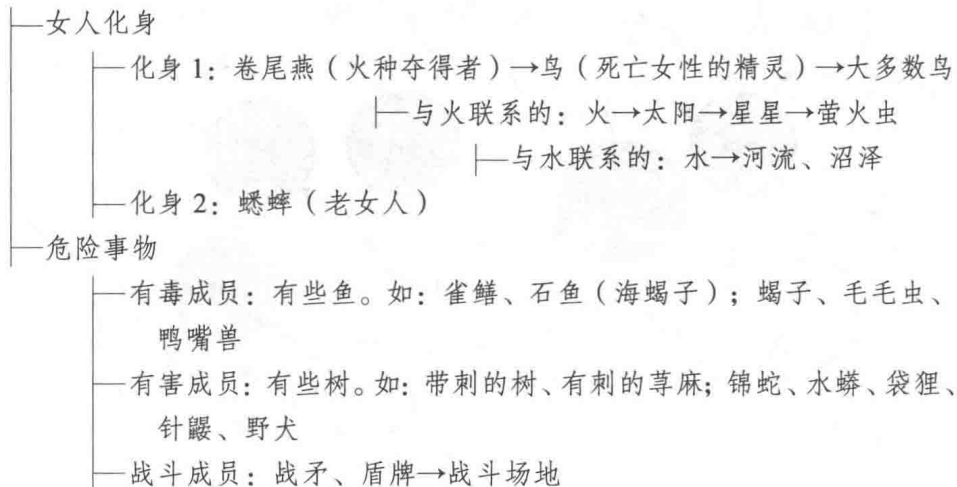 女人化身
化身1：卷尾燕（火种夺得者）→鸟（死亡女性的精灵）→大多数鸟
与火联系的：火→太阳→星星→萤火虫
与水联系的：水→河流、沼泽
化身2：蟋蟀（老女人）
危险事物
有毒成员：有些鱼。如：雀鳝、石鱼（海蝎子）；蝎子、毛毛虫、
鸭嘴兽
有害成员：有些树。如：带刺的树、有刺的荨麻；锦蛇、水蟒、袋狸、
针鼹、野犬
战斗成员：战矛、盾牌→战斗场地